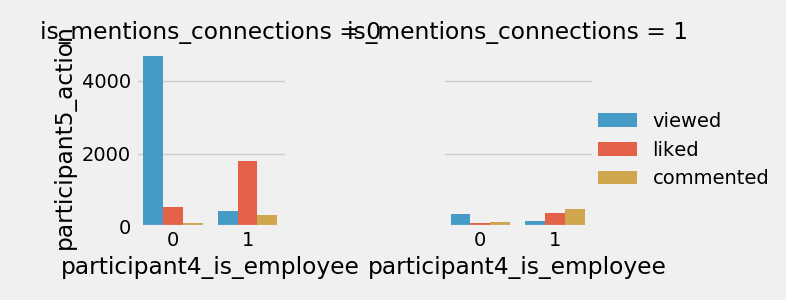 is_mentions_connections = 0
is_mentions_connections = 1
participant5_action
4000
2000
0
0 1
0 1
participant4_is_employee
participant4_is_employee
viewed
liked
commented